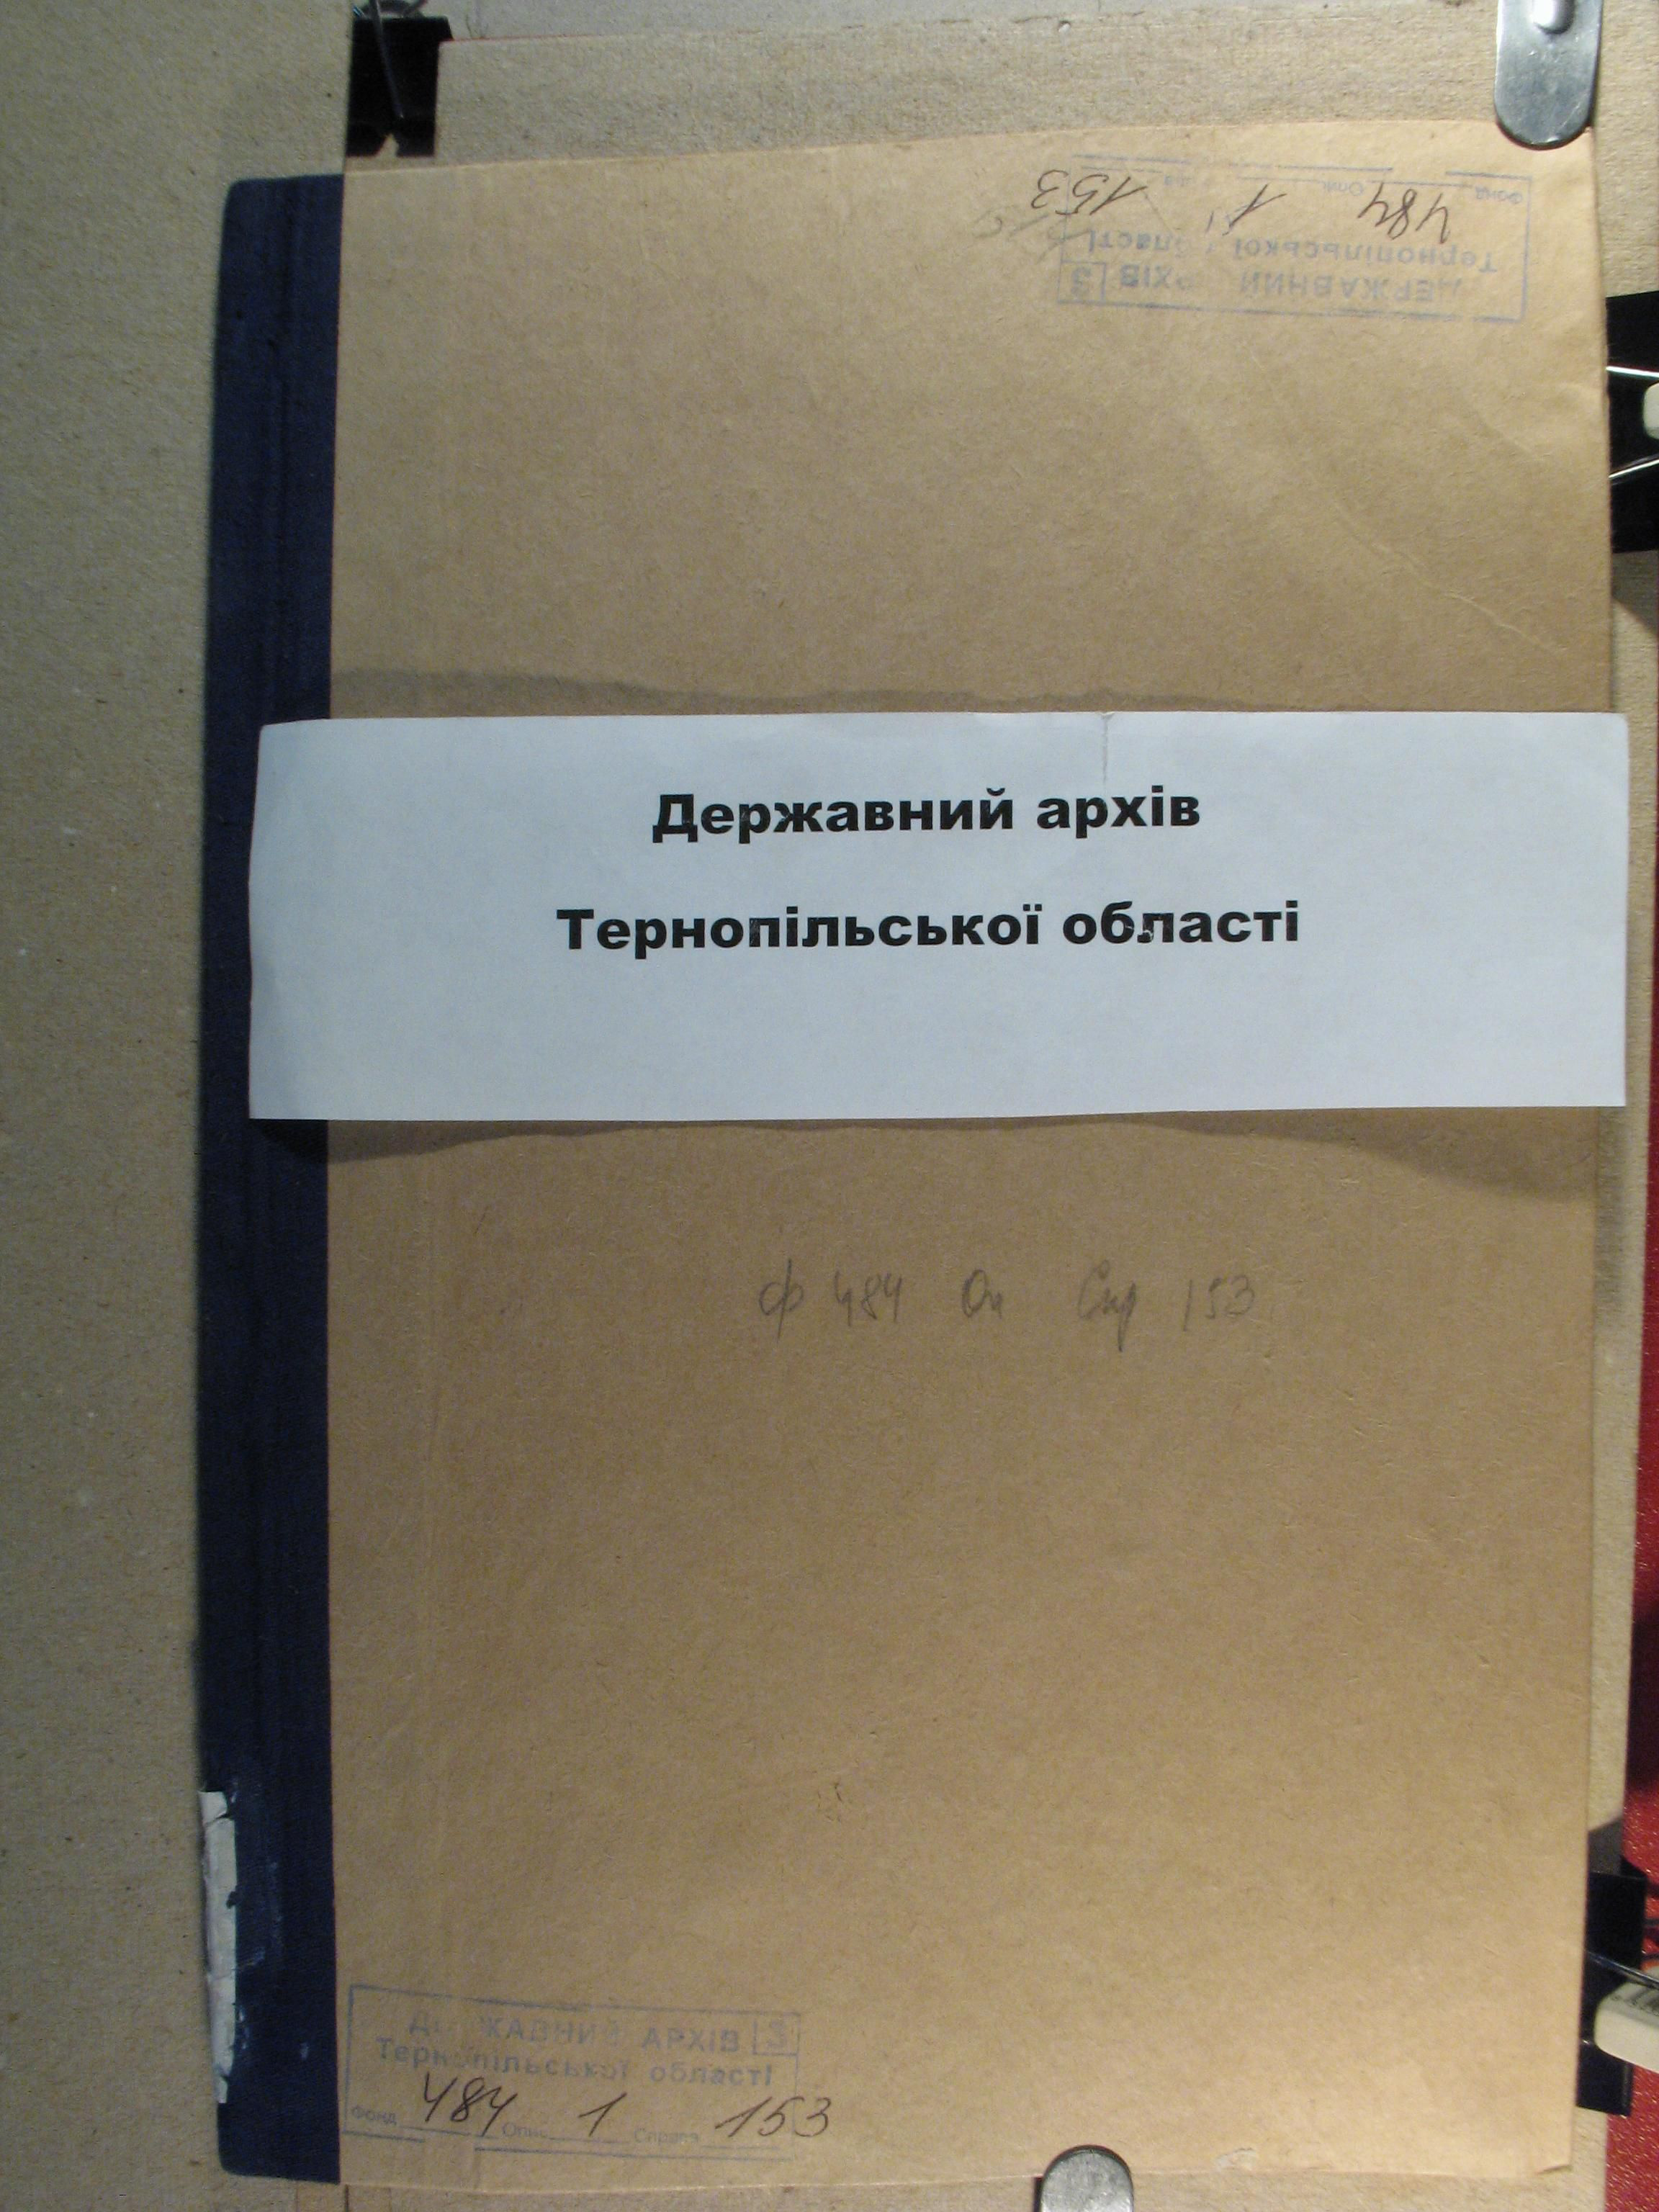 Фонд 484 Опис 1 Справа 153
Тернопільської області
ДЕРЖАВНИЙ АРХІВ 3
Державний архів
Тернопільської області
Ф 484 Оп Спр 153
ДЕРЖАВНИЙ АРХІВ 3
Тернопільської області
Фонд 484 Опис 1 Справа 153